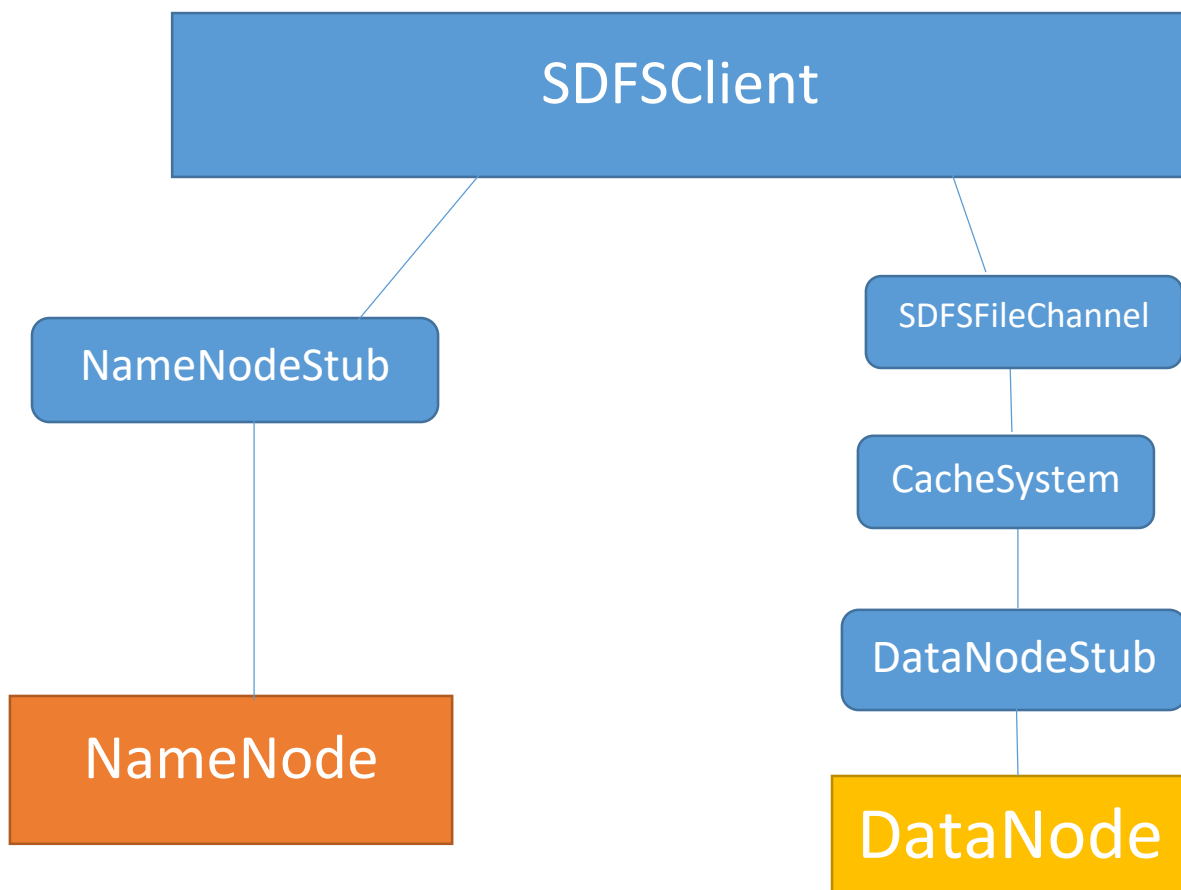 SDFSClient
SDFSFileChannel
NameNodeStub
CacheSystem
DataNodeStub
NameNode
DataNode